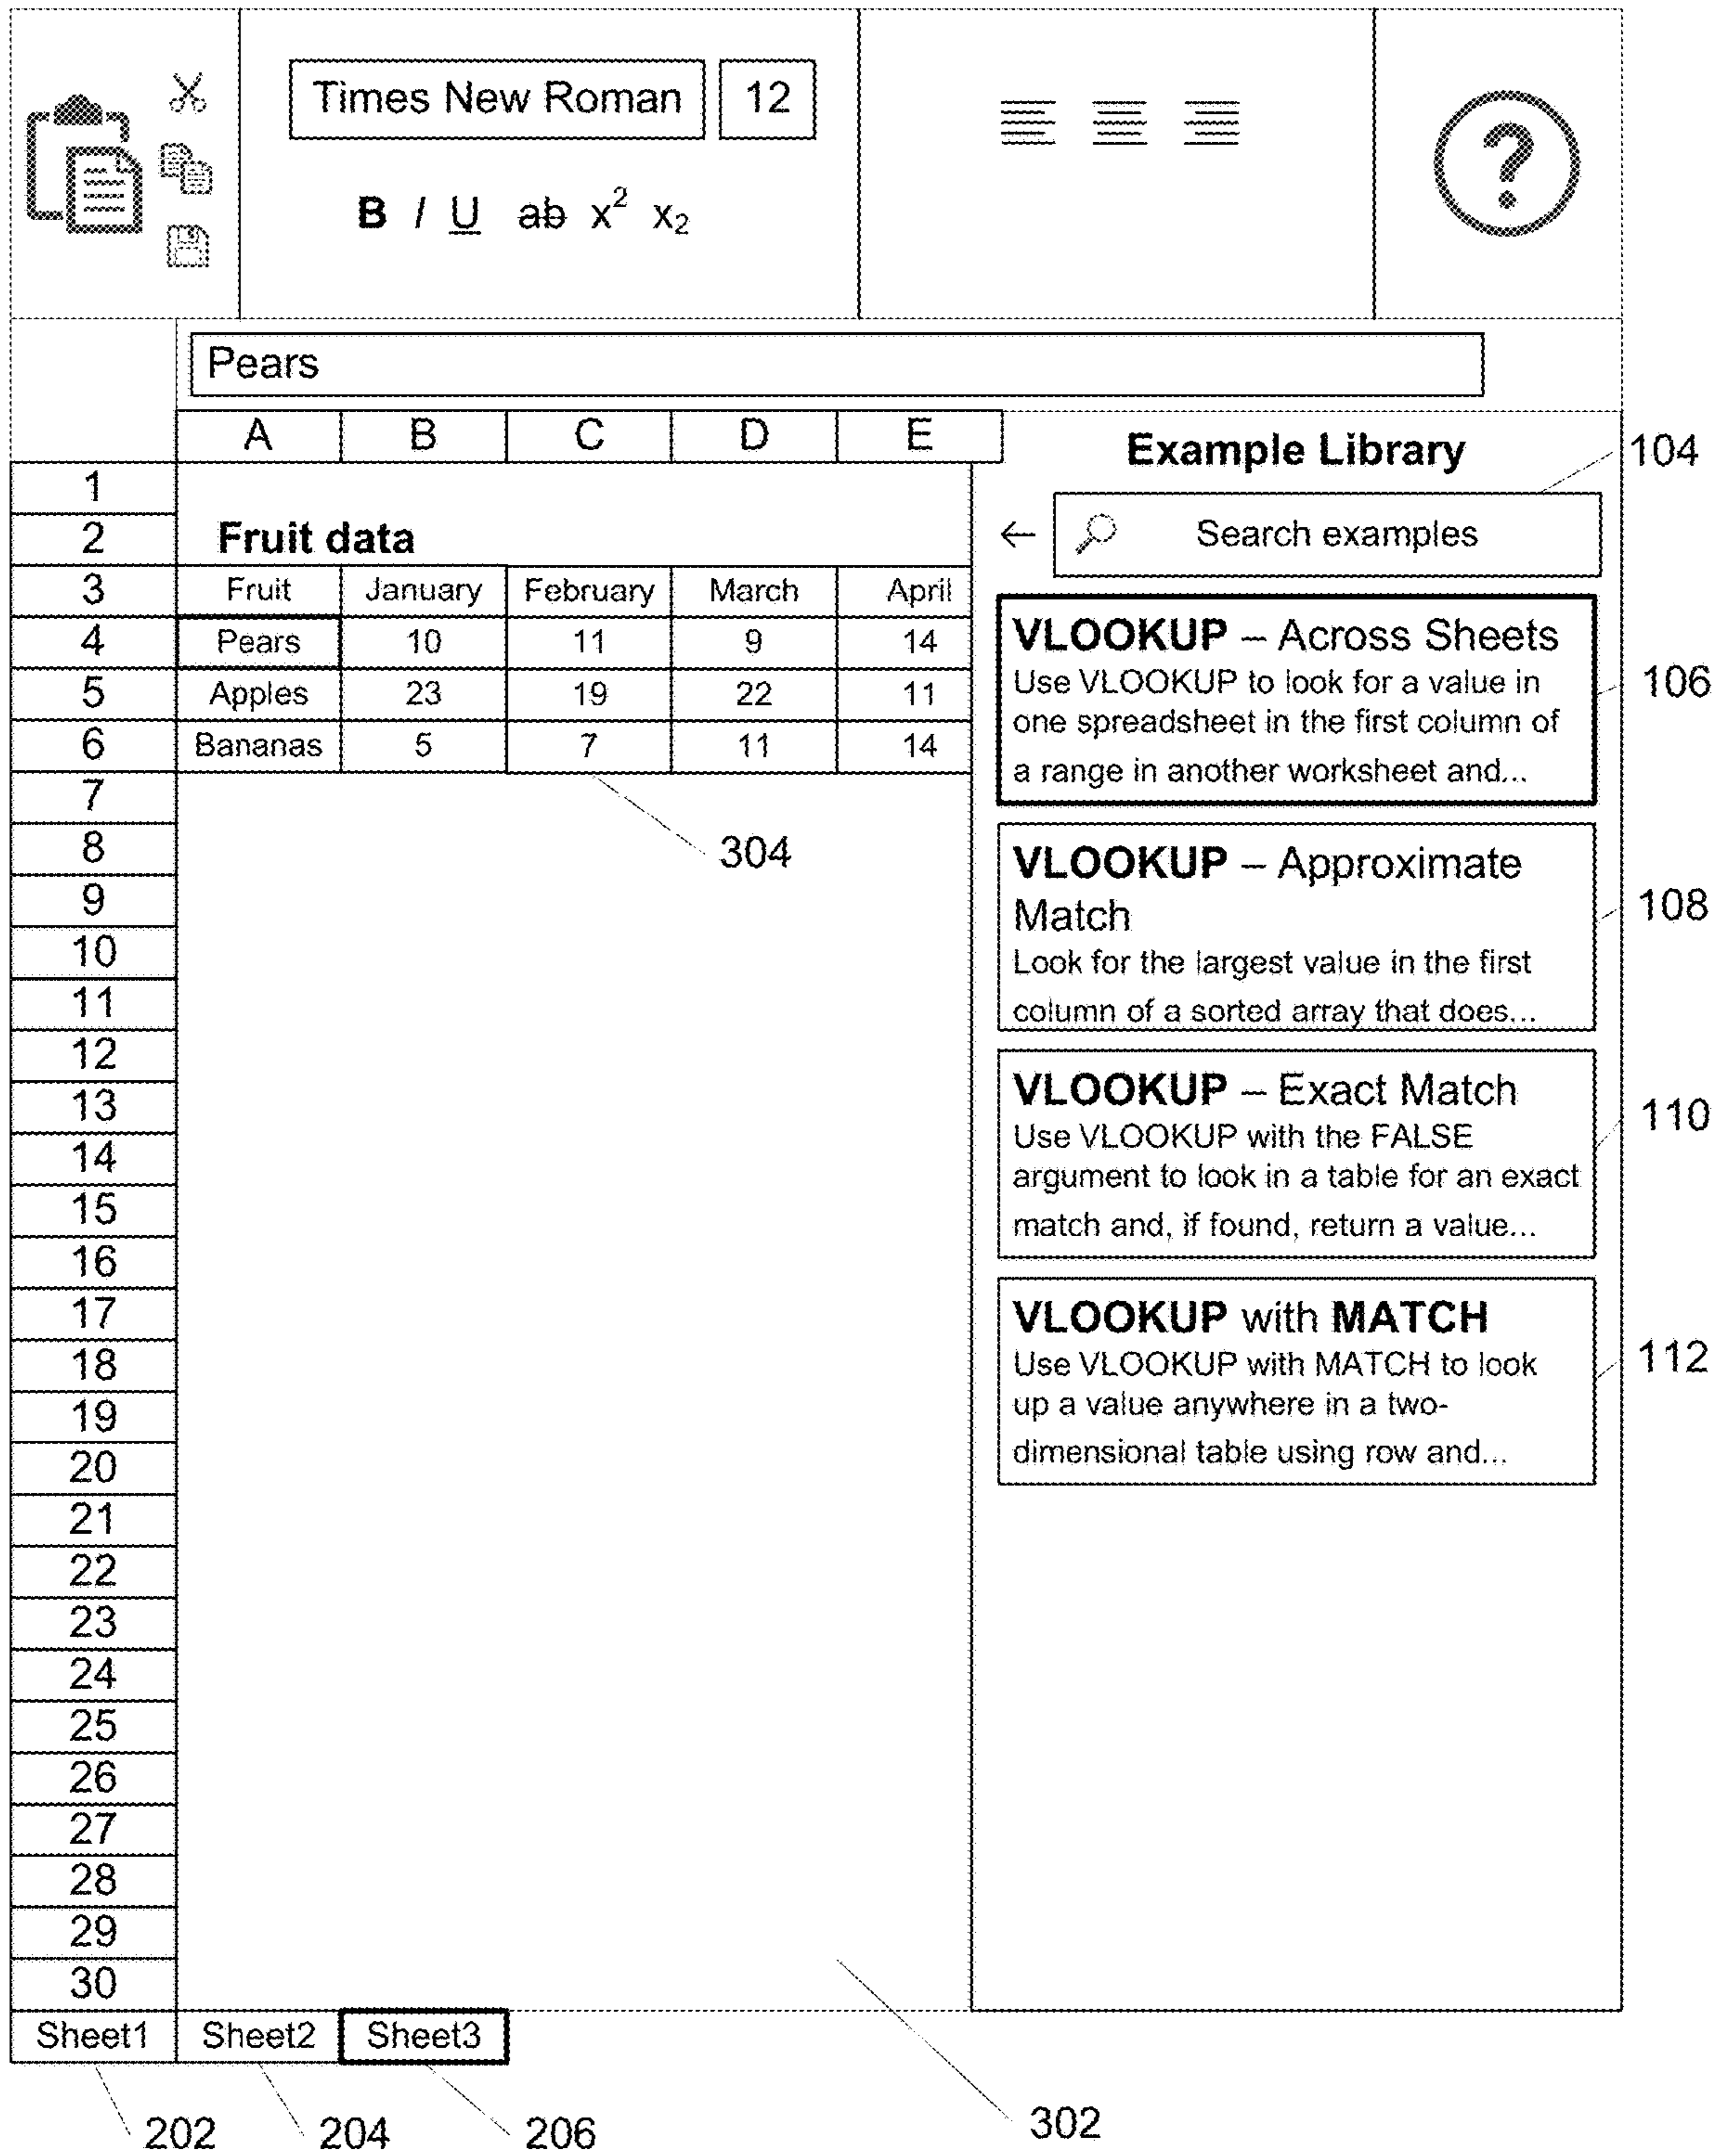 Times New Roman 12
B I U ab x² x₂
?
Pears
A B C D E
Example Library
104
Search examples
1
2 Fruit data
3 Fruit January February March April
4 Pears 10 11 9 14
5 Apples 23 19 22 11
6 Bananas 5 7 11 14
7
8
9
10
11
12
13
14
15
16
17
18
19
20
21
22
23
24
25
26
27
28
29
30
304
VLOOKUP – Across Sheets
Use VLOOKUP to look for a value in
one spreadsheet in the first column of
a range in another worksheet and...
106
VLOOKUP – Approximate
Match
Look for the largest value in the first
column of a sorted array that does...
108
VLOOKUP – Exact Match
Use VLOOKUP with the FALSE
argument to look in a table for an exact
match and, if found, return a value...
110
VLOOKUP with MATCH
Use VLOOKUP with MATCH to look
up a value anywhere in a two-
dimensional table using row and...
112
Sheet1 Sheet2 Sheet3
202 204 206 302